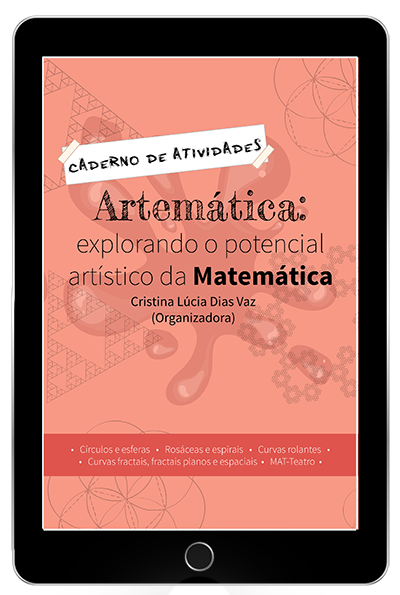 CADERNO DE ATIVIDADES
Artemática:
explorando o potencial
artístico da Matemática
Cristina Lúcia Dias Vaz
(Organizadora)
• Círculos e esferas • Rosáceas e espirais • Curvas rolantes
• Curvas fractais, fractais planos e espaciais • MAT-Teatro •